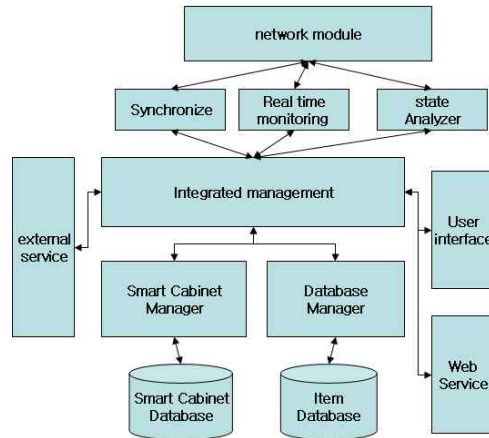 network module
Synchronize
Real time
monitoring
state
Analyzer
Integrated management
external
service
User
interface
Smart Cabinet
Manager
Database
Manager
Web
Service
Smart Cabinet
Database
Item
Database